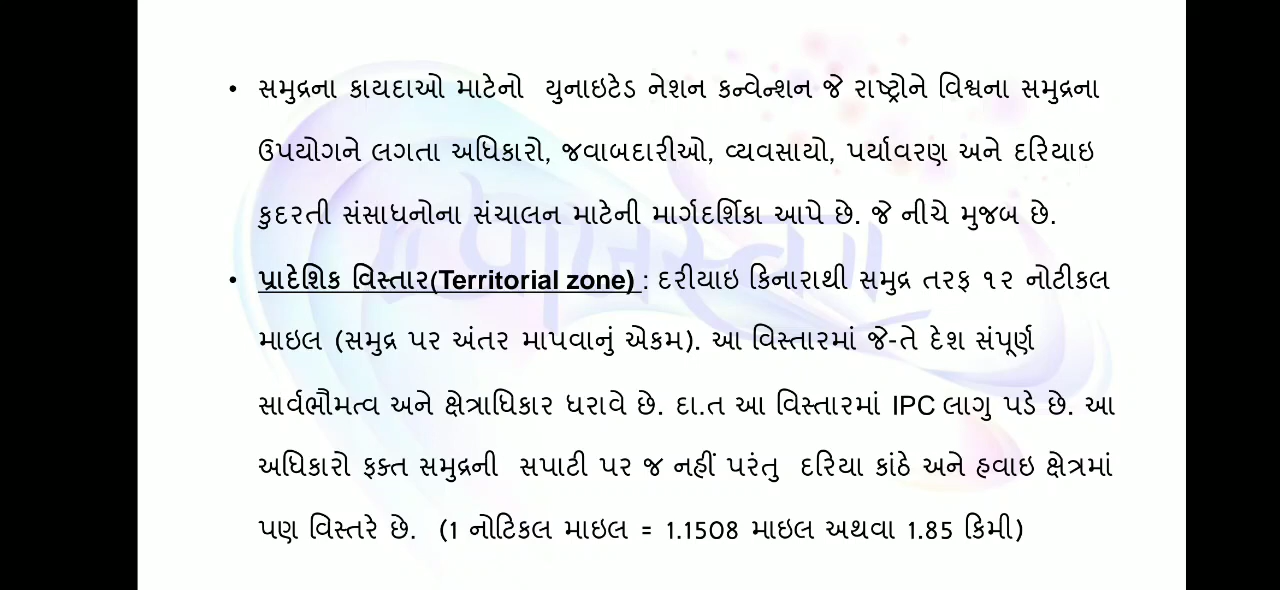 • સમુદ્રના કાયદાઓ માટેનો યુનાઇટેડ નેશન કન્વેન્શન જે રાષ્ટ્રોને વિશ્વના સમુદ્રના
ઉપયોગને લગતા અધિકારો, જવાબદારીઓ, વ્યવસાયો, પર્યાવરણ અને દરિયાઇ
કુદરતી સંસાધનોના સંચાલન માટેની માર્ગદર્શિકા આપે છે. જે નીચે મુજબ છે.
• પ્રાદેશિક વિસ્તાર(Territorial zone) : દરીયાઇ કિનારાથી સમુદ્ર તરફ ૧૨ નોટીકલ
માઇલ (સમુદ્ર પર અંતર માપવાનું એકમ). આ વિસ્તારમાં જે-તે દેશ સંપૂર્ણ
સાર્વભૌમત્વ અને ક્ષેત્રાધિકાર ધરાવે છે. દા.ત આ વિસ્તારમાં IPC લાગુ પડે છે. આ
અધિકારો ફક્ત સમુદ્રની સપાટી પર જ નહીં પરંતુ દરિયા કાંઠે અને હવાઇ ક્ષેત્રમાં
પણ વિસ્તરે છે. (1 નોટિકલ માઇલ = 1.1508 માઇલ અથવા 1.85 કિમી)